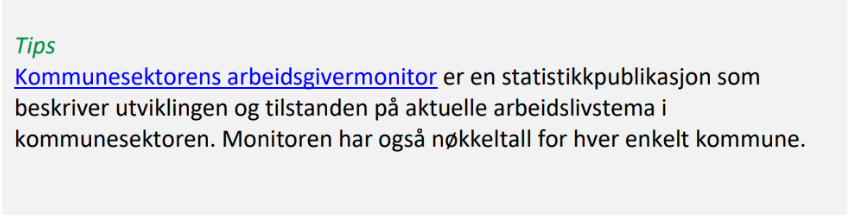 Tips
Kommunesektorens arbeidsgivermonitor er en statistikkpublikasjon som
beskriver utviklingen og tilstanden på aktuelle arbeidslivstema i
kommunesektoren. Monitoren har også nøkkeltall for hver enkelt kommune.